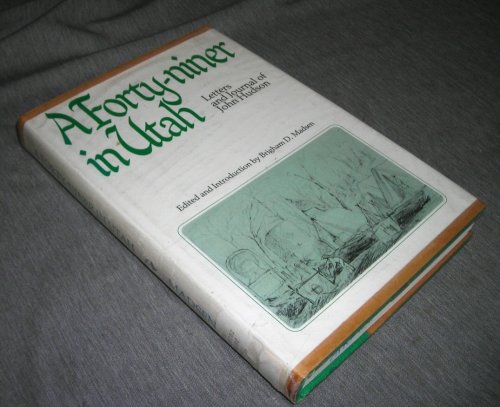 A Forty-niner
in Utah
Letters
and Journal of
John Hudson
Edited and Introduction by Brigham D. Madsen